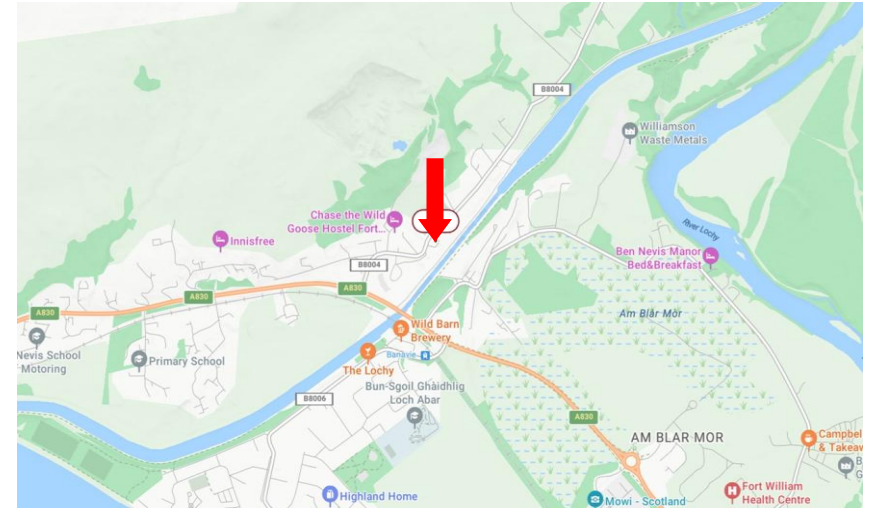 B8004
Williamson
Waste Metals
Chase the Wild
Goose Hostel Fort...
Innisfree
River Lochy
Ben Nevis Manor
Bed&Breakfast
B8004
A830
A830
A830
Am Blàr Mòr
Wild Barn
Brewery
Nevis School
Motoring
Primary School
The Lochy
Banavie
Bun-Sgoil Ghàidhlig
Loch Abar
B8006
A830
AM BLAR MOR
Campbel
& Takeaw
B
G
Highland Home
Mowi - Scotland
Fort William
Health Centre